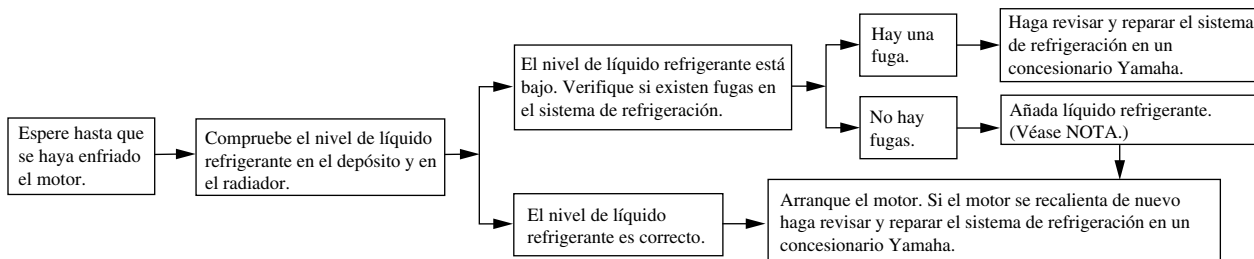 Espere hasta que
se haya enfriado
el motor.
Compruebe el nivel de líquido
refrigerante en el depósito y en
el radiador.
El nivel de líquido refrigerante está
bajo. Verifique si existen fugas en
el sistema de refrigeración.
Hay una
fuga.
Haga revisar y reparar el sistema
de refrigeración en un
concesionario Yamaha.
No hay
fugas.
Añada líquido refrigerante.
(Véase NOTA.)
El nivel de líquido
refrigerante es correcto.
Arranque el motor. Si el motor se recalienta de nuevo
haga revisar y reparar el sistema de refrigeración en un
concesionario Yamaha.